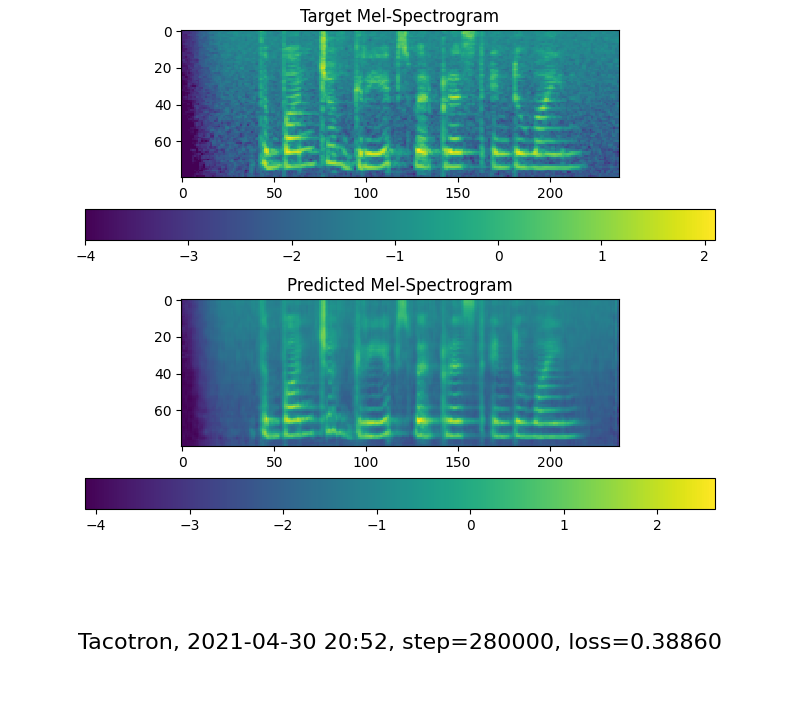 Target Mel-Spectrogram
0
20
40
60
0 50 100 150 200
−4 −3 −2 −1 0 1 2
Predicted Mel-Spectrogram
0
20
40
60
0 50 100 150 200
−4 −3 −2 −1 0 1 2
Tacotron, 2021-04-30 20:52, step=280000, loss=0.38860